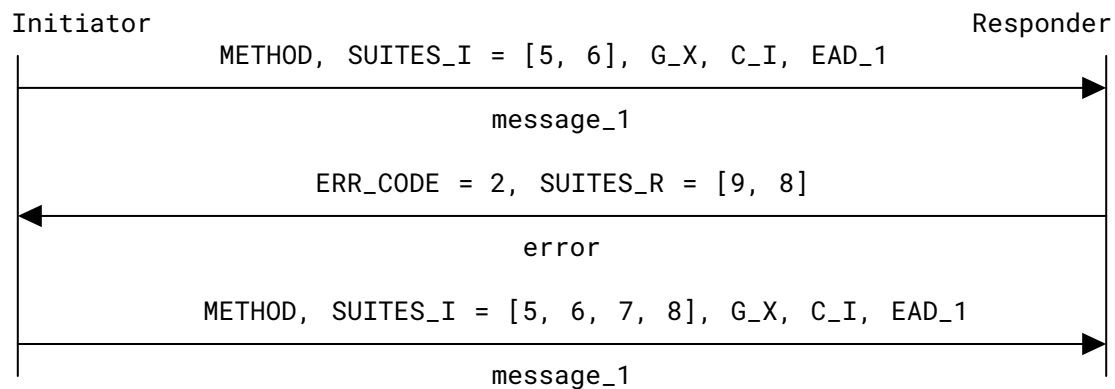 Initiator Responder
METHOD, SUITES_I = [5, 6], G_X, C_I, EAD_1
message_1
ERR_CODE = 2, SUITES_R = [9, 8]
error
METHOD, SUITES_I = [5, 6, 7, 8], G_X, C_I, EAD_1
message_1